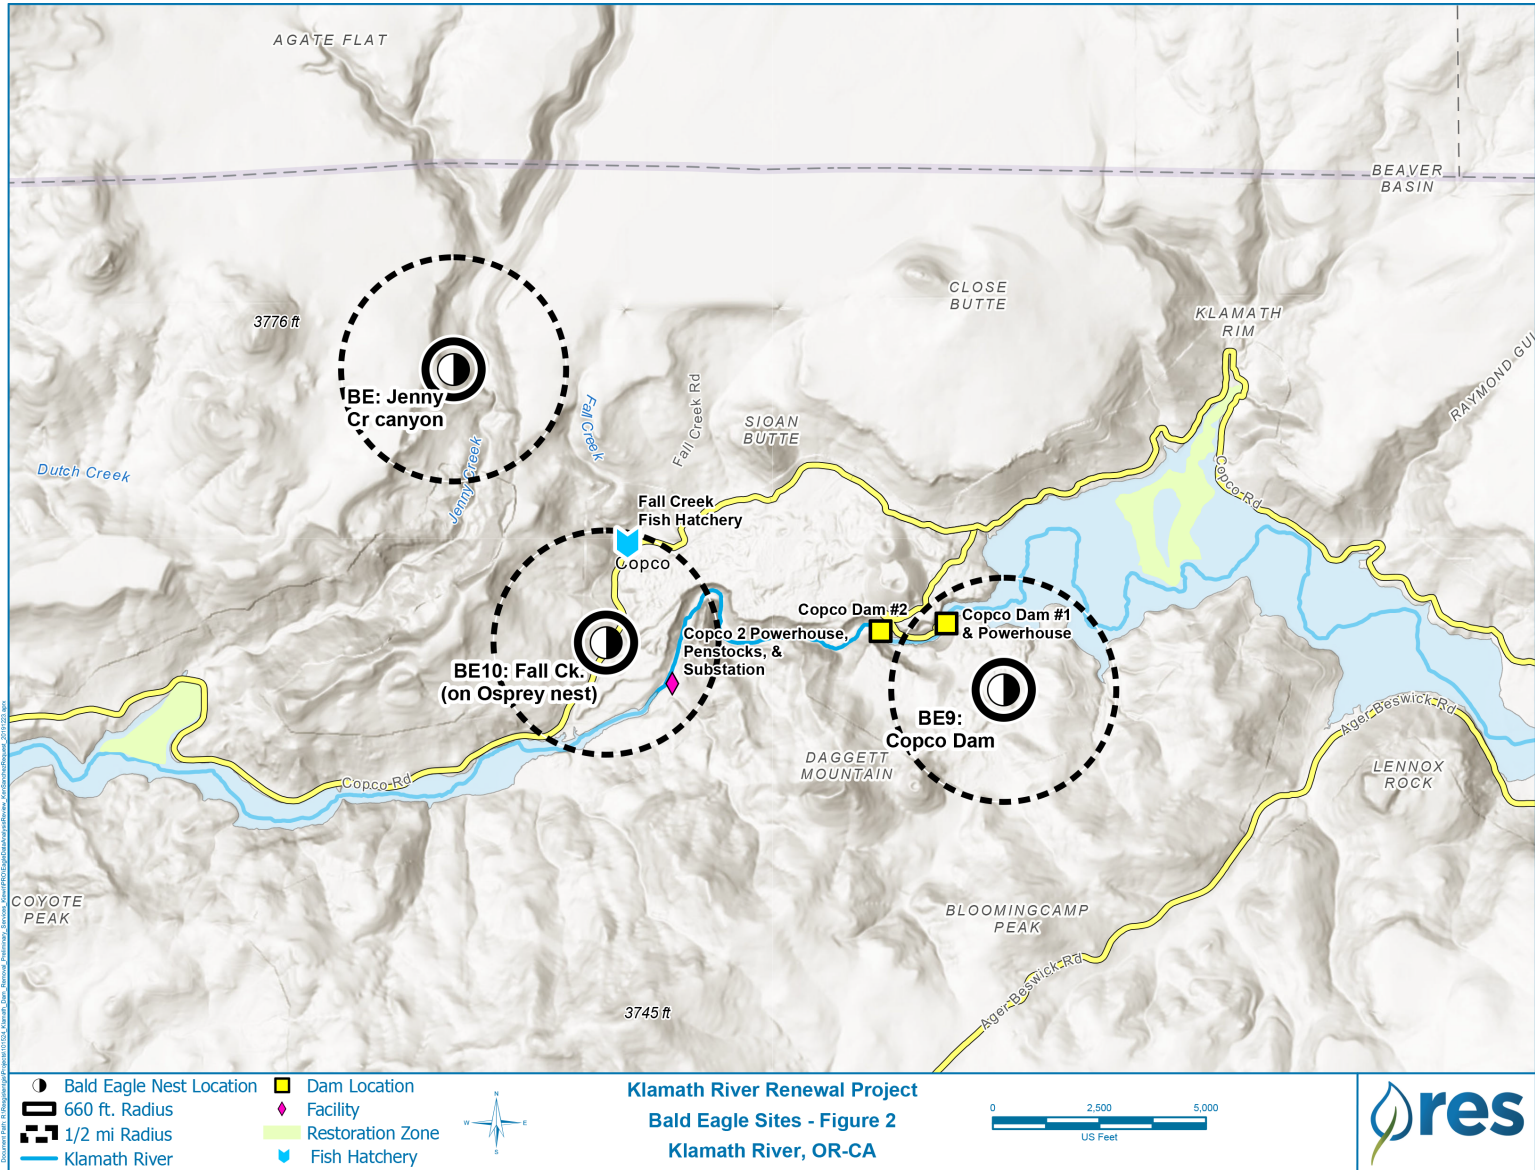 AGATE FLAT
BEAVER
BASIN
CLOSE
BUTTE
KLAMATH
RIM
3776 ft
RAYMOND GU
BE: Jenny
Cr canyon
Fall Creek
Fall Creek Rd
SIOAN
BUTTE
Dutch Creek
Jenny Creek
Copco Rd
Fall Creek
Fish Hatchery
Copco
Copco Dam #2
Copco Dam #1
& Powerhouse
Copco 2 Powerhouse,
Penstocks, &
Substation
BE10: Fall Ck.
(on Osprey nest)
BE9:
Copco Dam
Ager Beswick Rd
DAGGETT
MOUNTAIN
LENNOX
ROCK
Copco Rd
COYOTE
PEAK
BLOOMINGCAMP
PEAK
Ager Beswick Rd
3745 ft
Bald Eagle Nest Location
660 ft. Radius
1/2 mi Radius
Klamath River
Dam Location
Facility
Restoration Zone
Fish Hatchery
N
W
E
S
Klamath River Renewal Project
Bald Eagle Sites - Figure 2
Klamath River, OR-CA
0 2,500 5,000
US Feet
res